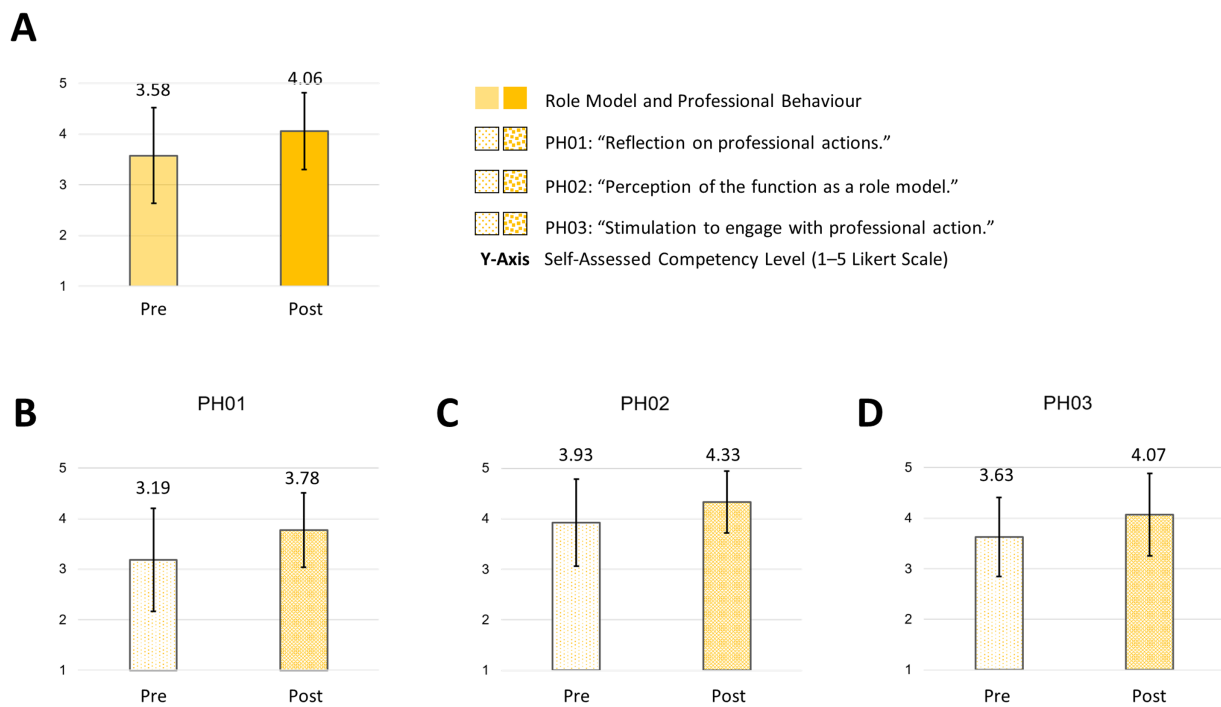 A
5
4
3
2
1
3.58
4.06
Pre
Post
Role Model and Professional Behaviour
PH01: “Reflection on professional actions.”
PH02: “Perception of the function as a role model.”
PH03: “Stimulation to engage with professional action.”
Y-Axis Self-Assessed Competency Level (1–5 Likert Scale)
B
PH01
5
4
3
2
1
3.19
3.78
Pre
Post
C
PH02
5
4
3
2
1
3.93
4.33
Pre
Post
D
PH03
5
4
3
2
1
3.63
4.07
Pre
Post